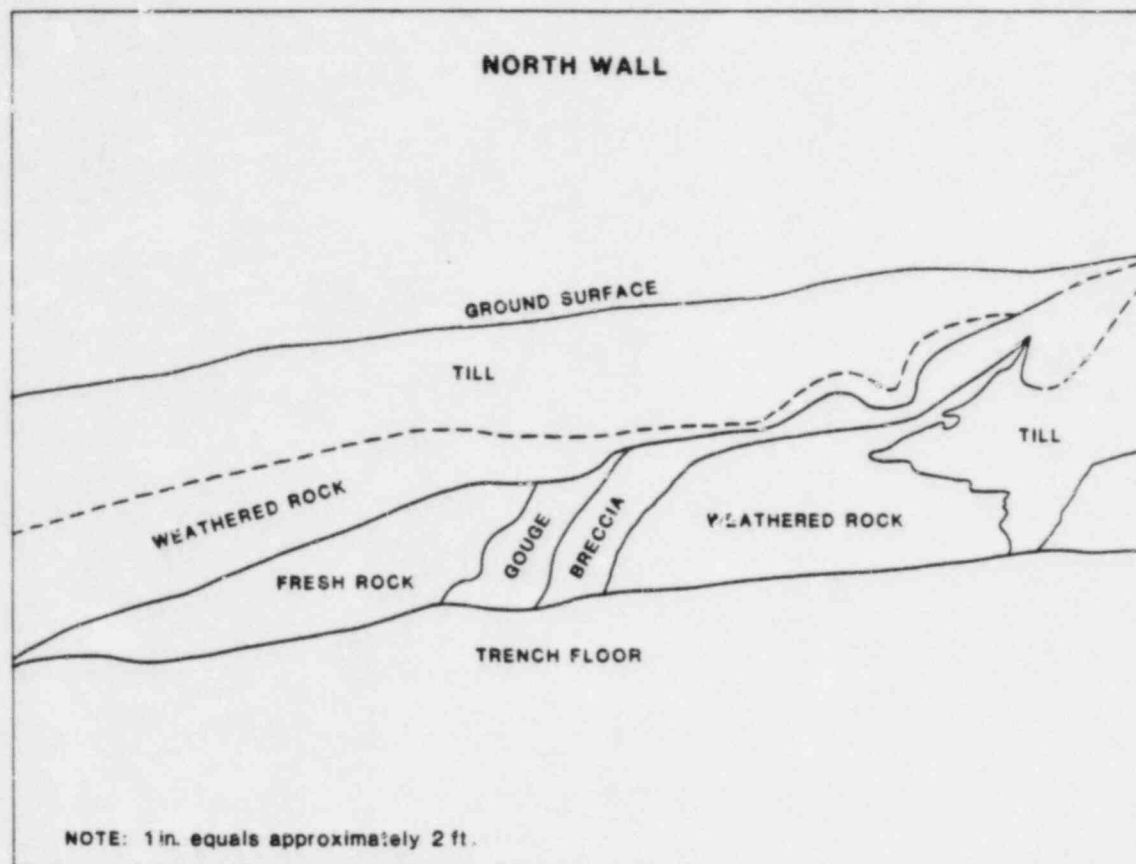 NORTH WALL
GROUND SURFACE
TILL
TILL
WEATHERED ROCK
GOUGE
BRECCIA
WEATHERED ROCK
FRESH ROCK
TRENCH FLOOR
NOTE: 1 in. equals approximately 2 ft.